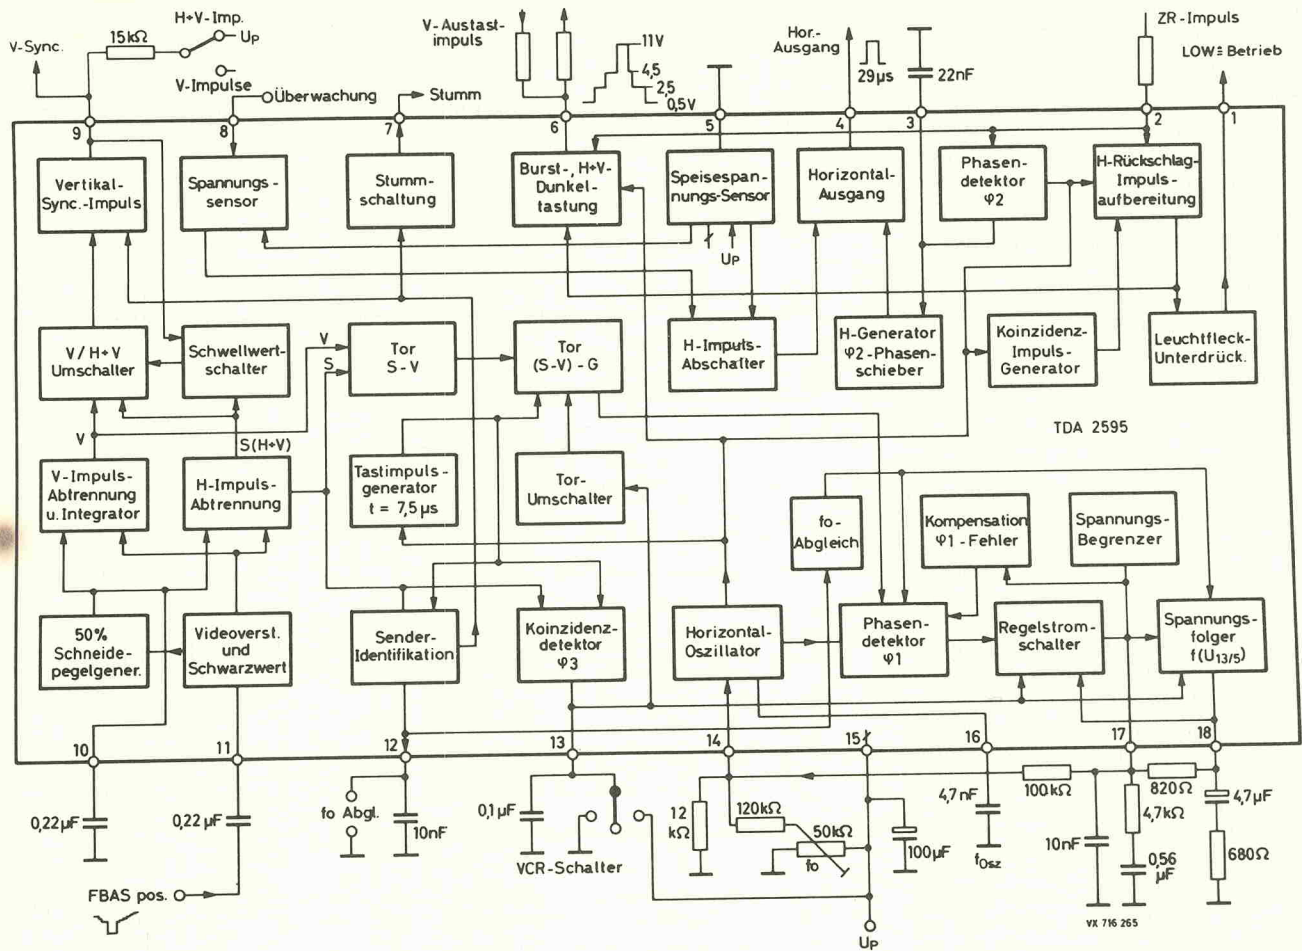 H+V-Imp.
15kΩ
Up
V-Sync.
V-Impulse
Überwachung
Stumm
V-Austast-
impuls
11V
4,5
2,5
0,5V
Hor.-
Ausgang
29µs
22nF
ZR-Impuls
LOW≙Betrieb
9
8
7
6
5
4
3
2
1
Vertikal-
Sync.-Impuls
Spannungs-
sensor
Stumm-
schaltung
Burst-, H+V-
Dunkel-
tastung
Speisespan-
nungs-Sensor
Up
Horizontal-
Ausgang
Phasen-
detektor
φ2
H-Rückschlag-
Impuls-
aufbereitung
V/H+V
Umschalter
Schwellwert-
schalter
V
S
Tor
S-V
Tor
(S-V)-G
H-Impuls-
Abschalter
H-Generator
φ2-Phasen-
schieber
Koinzidenz-
Impuls-
Generator
Leuchtfleck-
Unterdrück.
V
S(H+V)
TDA 2595
V-Impuls-
Abtrennung
u. Integrator
H-Impuls-
Abtrennung
Tastimpuls-
generator
t = 7,5µs
Tor-
Umschalter
fo-
Abgleich
Kompensation
φ1-Fehler
Spannungs-
Begrenzer
50%
Schneide-
pegelgener.
Videoverst.
und
Schwarzwert
Sender-
Identifikation
Koinzidenz-
detektor
φ3
Horizontal-
Oszillator
Phasen-
detektor
φ1
Regelstrom-
schalter
Spannungs-
folger
f(U13/5)
10
11
12
13
14
15
16
17
18
0,22µF
0,22µF
fo Abgl.
10nF
0,1µF
VCR-Schalter
12
kΩ
120kΩ
50kΩ
fo
100µF
4,7nF
fOsz
100kΩ
820Ω
4,7kΩ
10nF
0,56
µF
4,7µF
680Ω
FBAS pos.
Up
VX 716 265